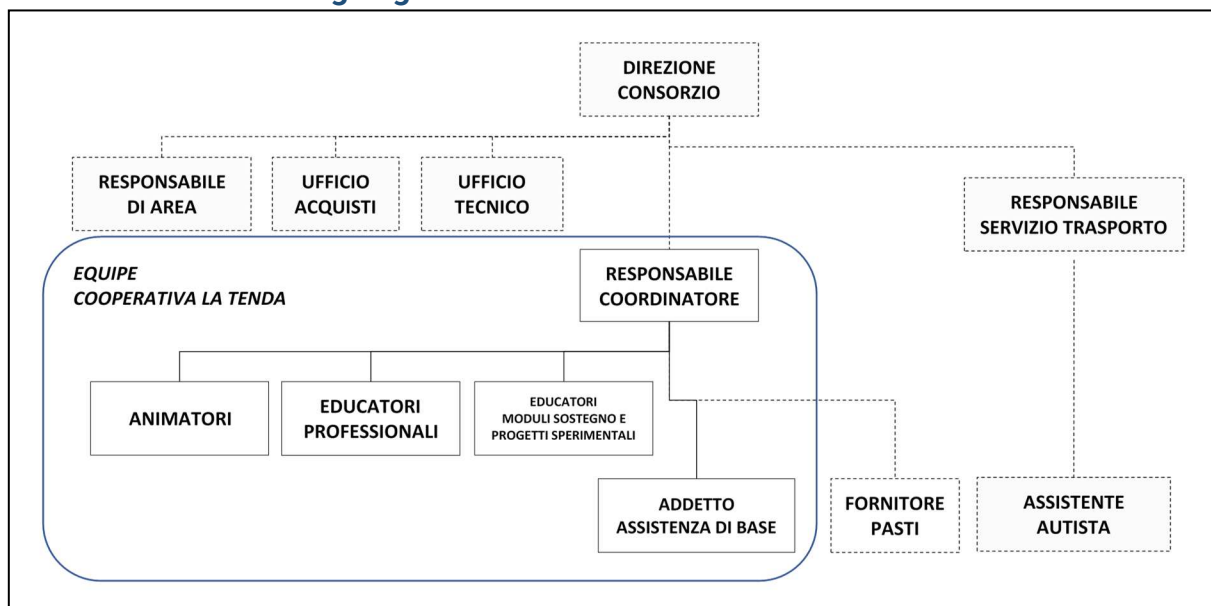 DIREZIONE
CONSORZIO
RESPONSABILE
DI AREA
UFFICIO
ACQUISTI
UFFICIO
TECNICO
RESPONSABILE
SERVIZIO TRASPORTO
EQUIPE
COOPERATIVA LA TENDA
RESPONSABILE
COORDINATORE
ANIMATORI
EDUCATORI
PROFESSIONALI
EDUCATORI
MODULI SOSTEGNO E
PROGETTI SPERIMENTALI
ADDETTO
ASSISTENZA DI BASE
FORNITORE
PASTI
ASSISTENTE
AUTISTA